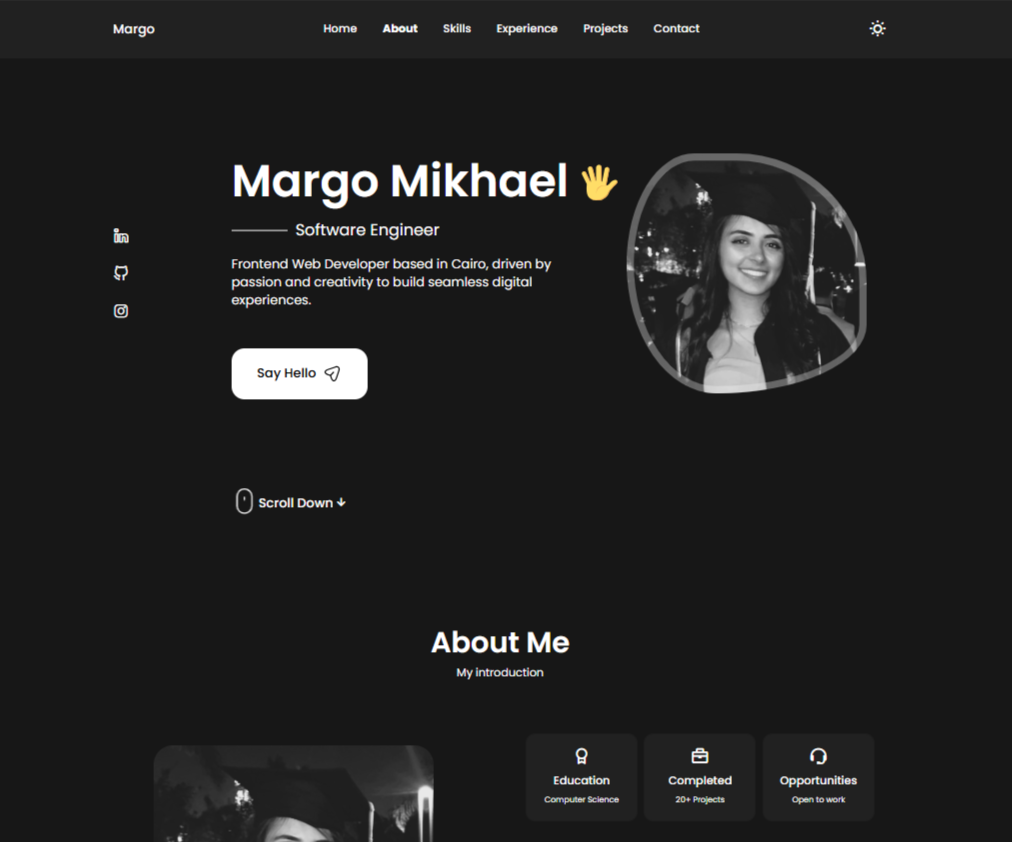 Margo
Home About Skills Experience Projects Contact
Margo Mikhael 👋
Software Engineer
Frontend Web Developer based in Cairo, driven by
passion and creativity to build seamless digital
experiences.
Say Hello
Scroll Down ↓
About Me
My introduction
Education
Computer Science
Completed
20+ Projects
Opportunities
Open to work